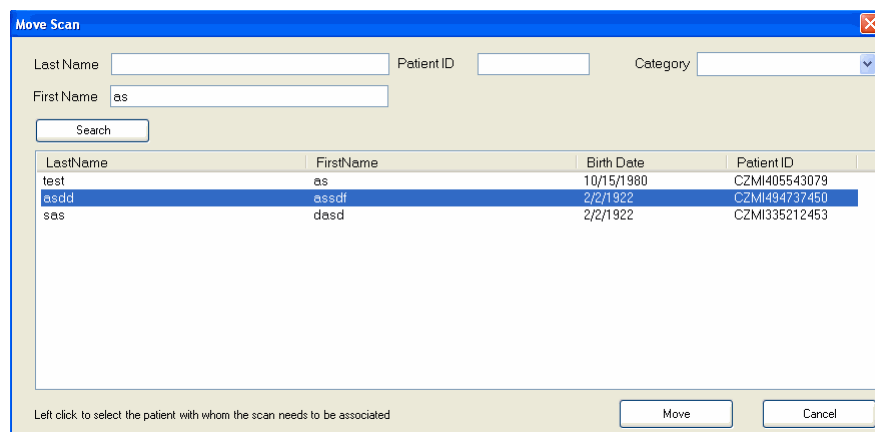 Move Scan
Last Name Patient ID Category
First Name as
Search
LastName FirstName Birth Date Patient ID
test as 10/15/1980 CZMI405543079
asdd assdf 2/2/1922 CZMI494737450
sas dasd 2/2/1922 CZMI335212453
Left click to select the patient with whom the scan needs to be associated Move Cancel